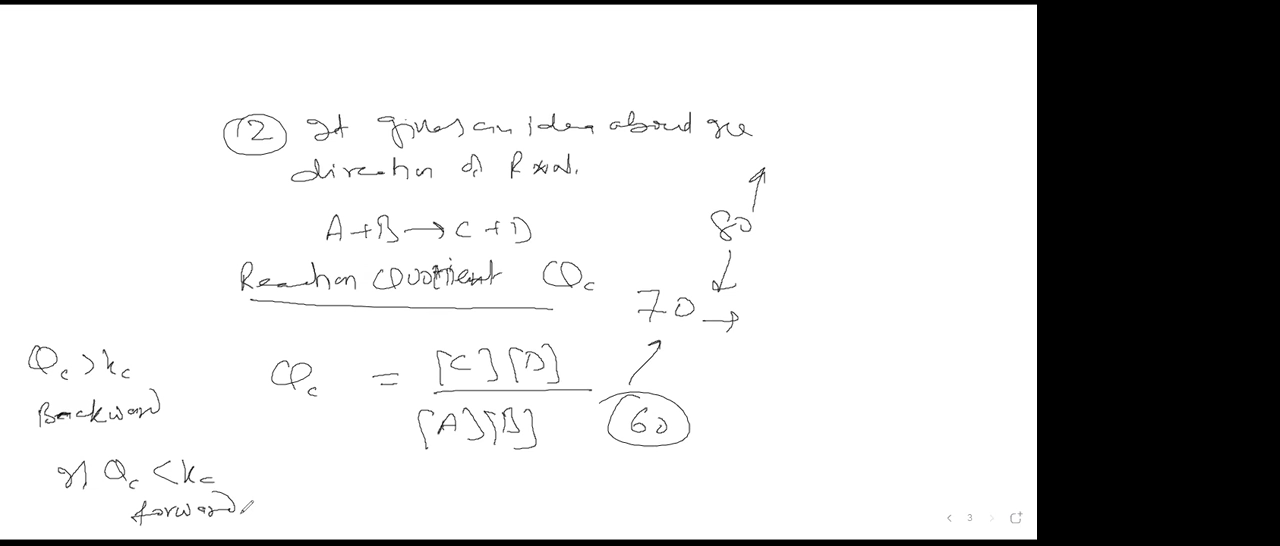 (2) It gives an idea about the
direction of Rxn.
A+B → C+D
Reaction Quotient Qc
80
70 →
Qc = [C][D] / [A][B]
60
Qc > kc
Backward
If Qc < kc
forward
3